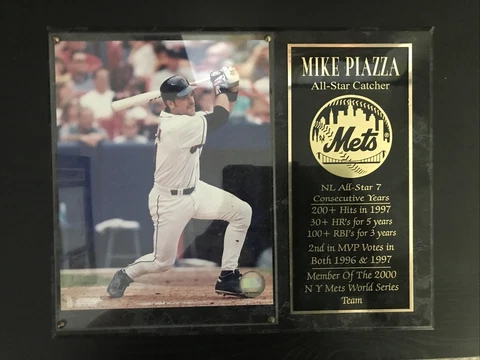 MIKE PIAZZA
All-Star Catcher
Mets
NL All-Star 7
Consecutive Years
200+ Hits in 1997
30+ HR's for 5 years
100+ RBI's for 3 years
2nd in MVP Votes in
Both 1996 & 1997
Member Of The 2000
N Y Mets World Series
Team